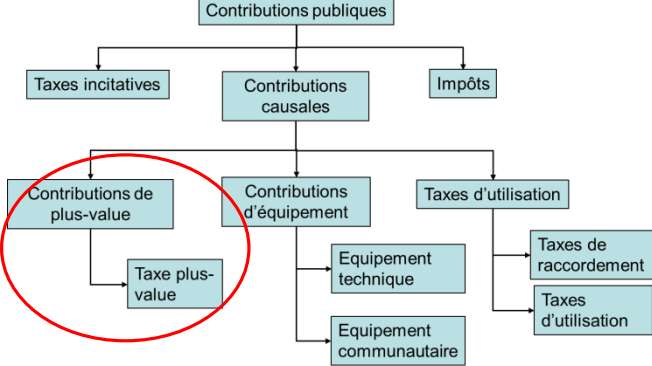 Contributions publiques
Taxes incitatives
Contributions
causales
Impôts
Contributions de
plus-value
Contributions
d'équipement
Taxes d'utilisation
Taxe plus-
value
Equipement
technique
Equipement
communautaire
Taxes de
raccordement
Taxes
d'utilisation